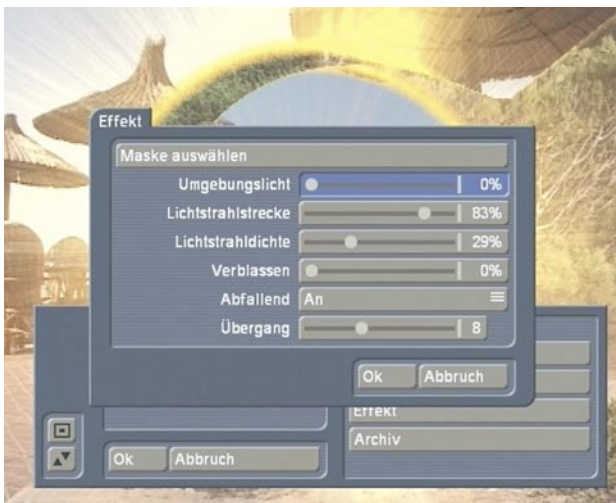 Effekt
Maske auswählen
Umgebungslicht 0%
Lichtstrahlstrecke 83%
Lichtstrahldichte 29%
Verblassen 0%
Abfallend An
Übergang 8
Ok Abbruch
Effekt
Archiv
Ok Abbruch